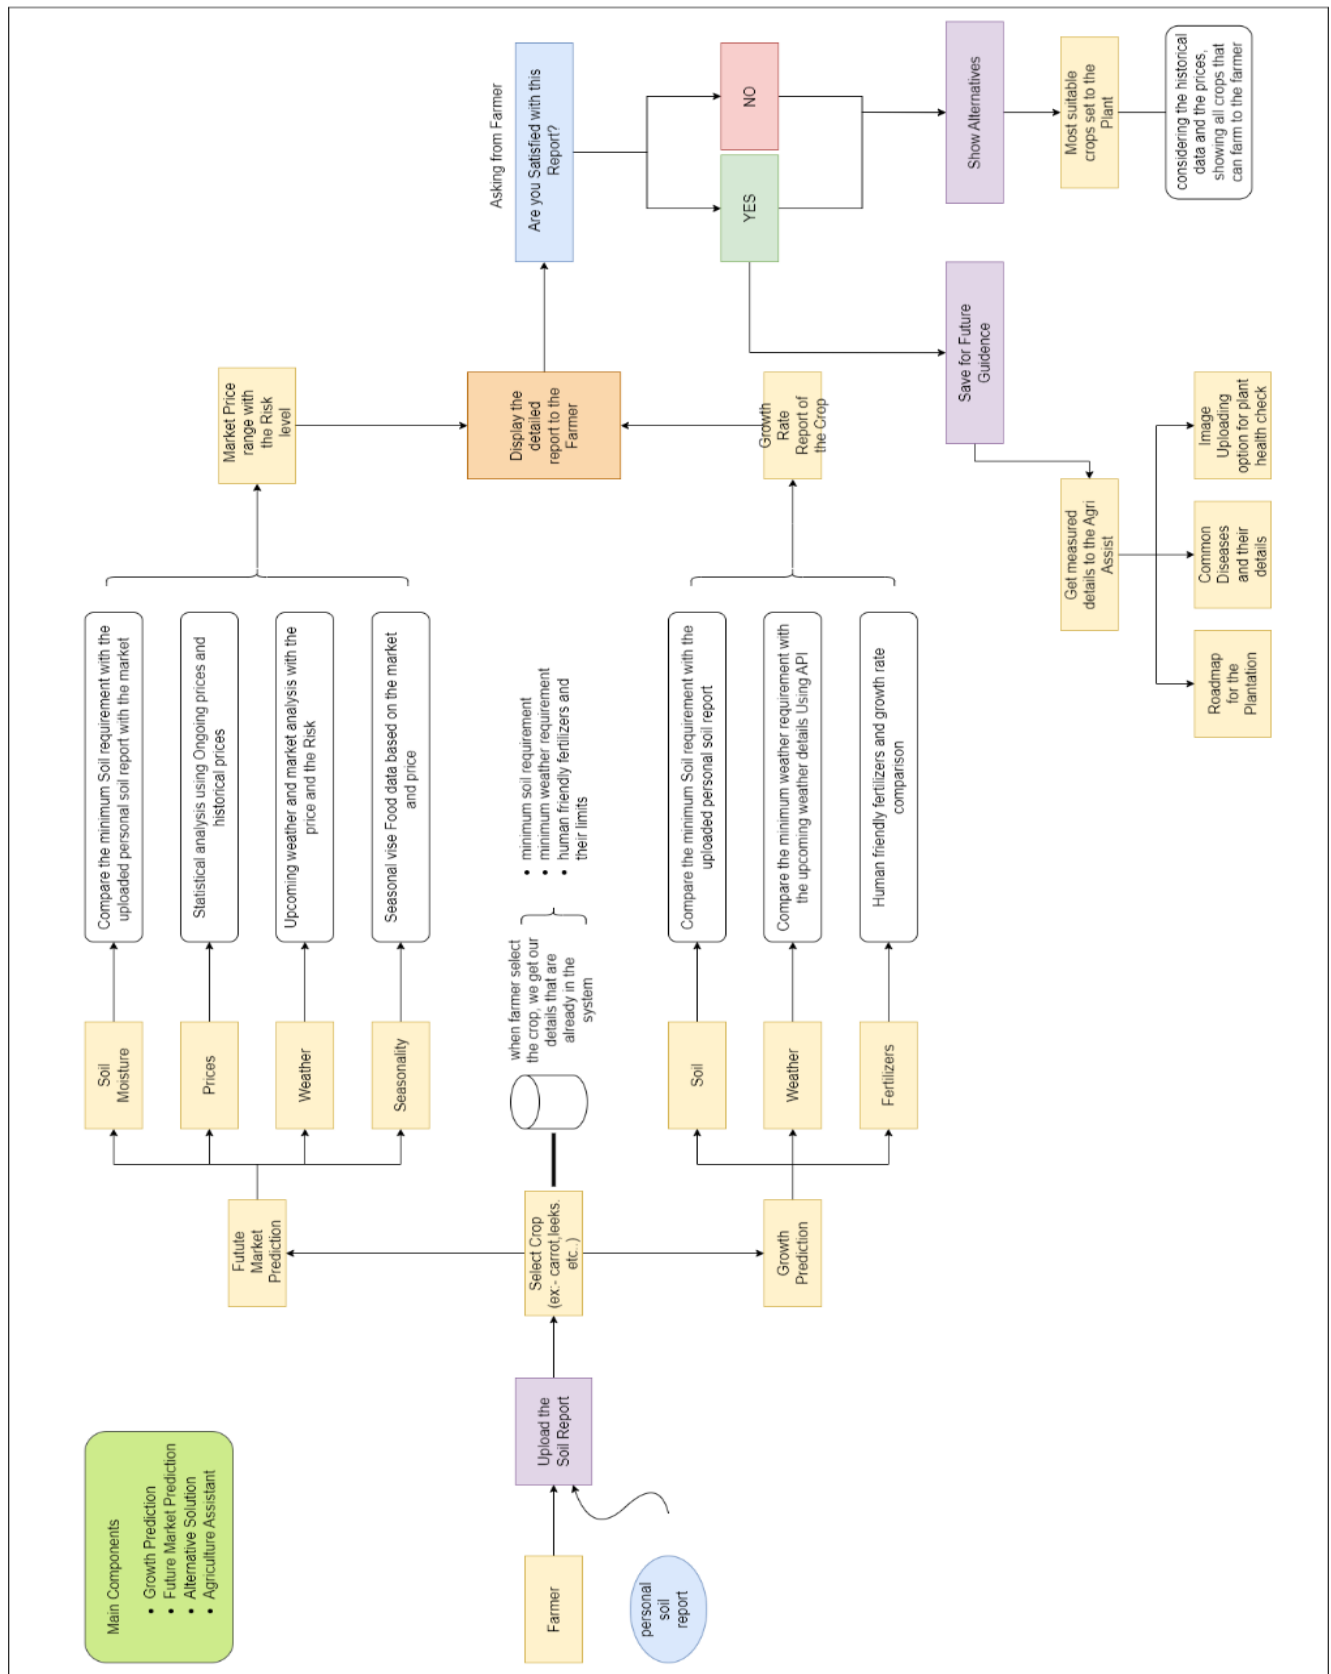 Main Components
• Growth Prediction
• Future Market Prediction
• Alternative Solution
• Agriculture Assistant
Farmer
personal
soil
report
Upload the
Soil Report
Select Crop
(ex:- carrot,leeks.
etc..)
Futute
Market
Prediction
Growth
Prediction
Soil
Moisture
Prices
Weather
Seasonality
when farmer select
the crop, we get our
details that are
already in the
system
Soil
Weather
Fertilizers
Compare the minimum Soil requirement with the
uploaded personal soil report with the market
Statistical analysis using Ongoing prices and
historical prices
Upcoming weather and market analysis with the
price and the Risk
Seasonal vise Food data based on the market
and price
• minimum soil requirement
• minimum weather requirement
• human friendly fertilizers and
their limits
Compare the minimum Soil requirement with the
uploaded personal soil report
Compare the minimum weather requirement with
the upcoming weather details Using API
Human friendly fertilizers and growth rate
comparison
Market Price
range with
the Risk
level
Display the
detailed
report to the
Farmer
Growth
Rate
Report of
the Crop
Asking from Farmer
Are you Satisfied with this
Report?
YES
NO
Save for Future
Guidence
Show Alternatives
Get measured
details to the Agri
Assist
Most suitable
crops set to the
Plant
Roadmap
for the
Plantation
Common
Diseases
and their
details
Image
Uploading
option for plant
health check
considering the historical
data and the prices,
showing all crops that
can farm to the farmer